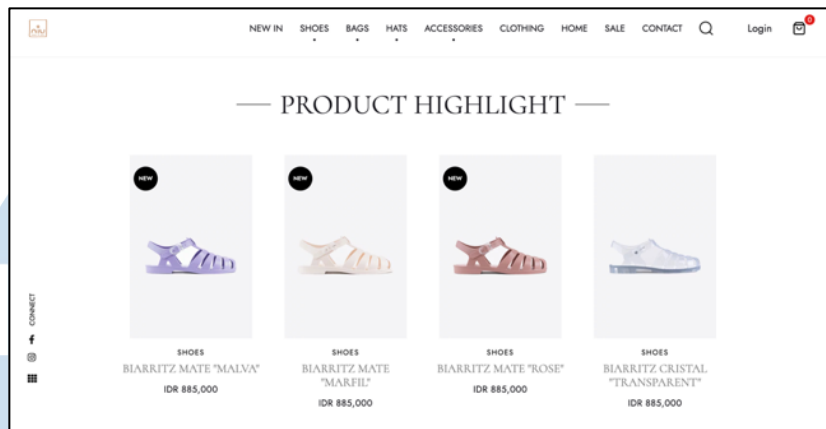 niu
NEW IN SHOES BAGS HATS ACCESSORIES CLOTHING HOME SALE CONTACT Login 0
PRODUCT HIGHLIGHT
NEW NEW NEW
CONNECT
SHOES SHOES SHOES SHOES
BIARRITZ MATE "MALVA" BIARRITZ MATE BIARRITZ MATE "ROSE" BIARRITZ CRISTAL
"MARFIL" "TRANSPARENT"
IDR 885,000 IDR 885,000
IDR 885,000 IDR 885,000